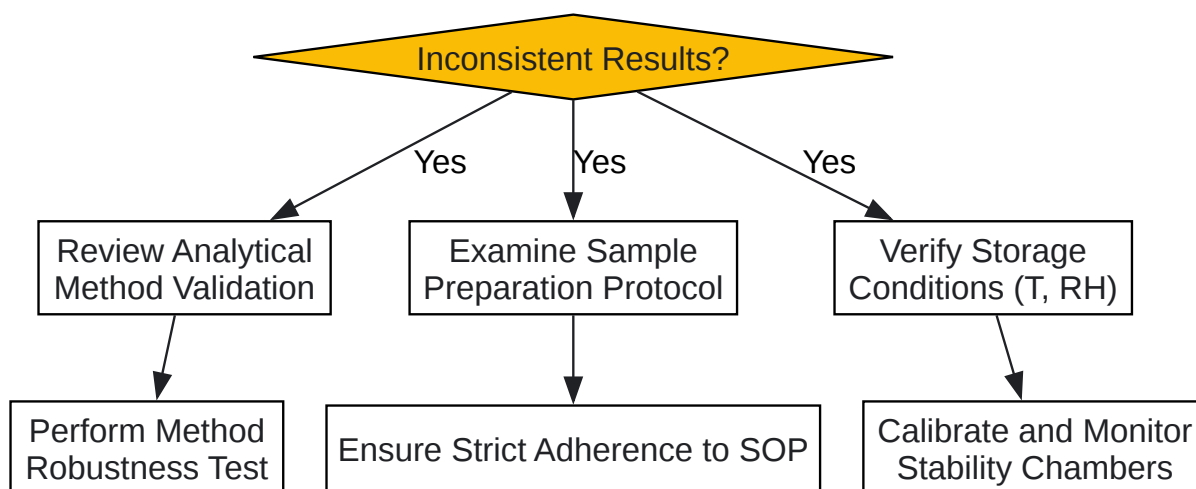 Inconsistent Results?
Yes
Yes
Yes
Review Analytical
Method Validation
Examine Sample
Preparation Protocol
Verify Storage
Conditions (T, RH)
Perform Method
Robustness Test
Ensure Strict Adherence to SOP
Calibrate and Monitor
Stability Chambers